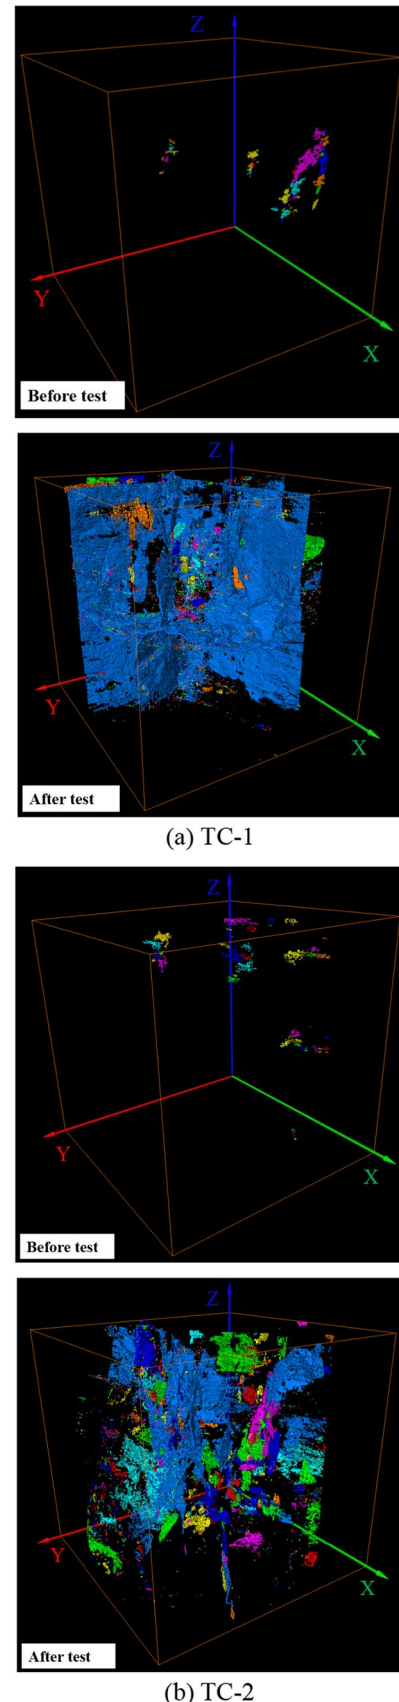 Z
Y
X
Before test
Z
Y
X
After test
(a) TC-1
Z
Y
X
Before test
Z
Y
X
After test
(b) TC-2